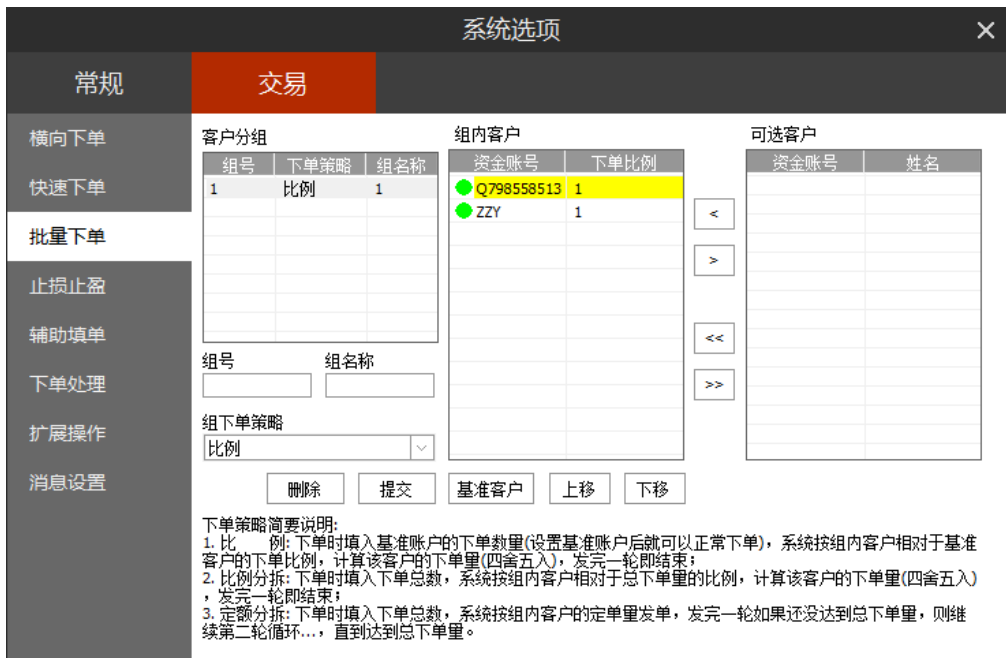 系统选项
×
常规
交易
横向下单
快速下单
批量下单
止损止盈
辅助填单
下单处理
扩展操作
消息设置
客户分组
组号 下单策略 组名称
1 比例 1
组号
组名称
组下单策略
比例
组内客户
资金账号 下单比例
Q798558513 1
ZZY 1
<
>
<<
>>
可选客户
资金账号 姓名
删除
提交
基准客户
上移
下移
下单策略简要说明:
1. 比 例: 下单时填入基准账户的下单数量(设置基准账户后就可以正常下单)，系统按组内客户相对于基准
客户的下单比例，计算该客户的下单量(四舍五入)，发完一轮即结束；
2. 比例分拆: 下单时填入下单总数，系统按组内客户相对于总下单量的比例，计算该客户的下单量(四舍五入)
，发完一轮即结束；
3. 定额分拆: 下单时填入下单总数，系统按组内客户的定单量发单，发完一轮如果还没达到总下单量，则继
续第二轮循环...，直到达到总下单量。